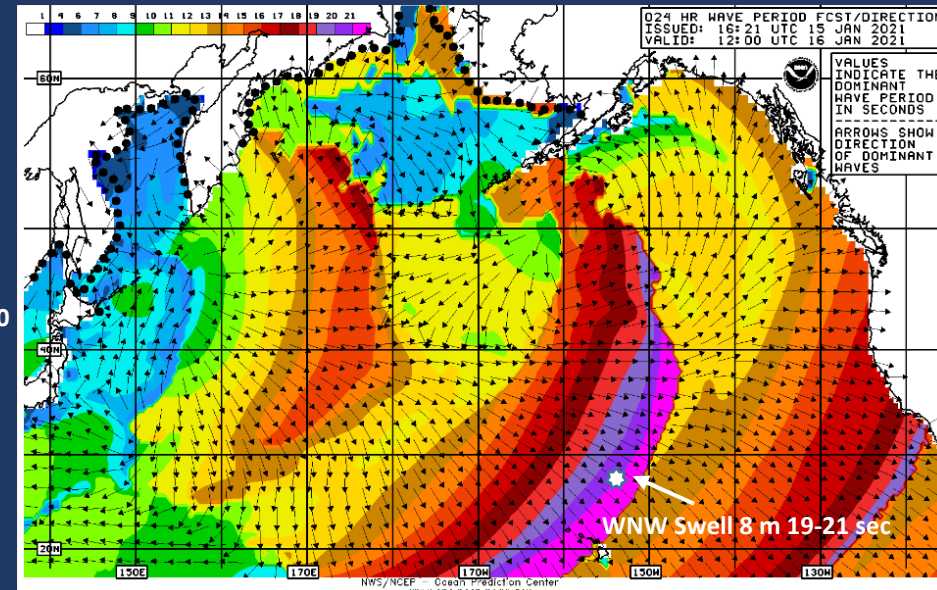 1 4 5 6 7 8 9 10 11 12 13 14 15 16 17 18 19 20 21
024 HR WAVE PERIOD FCST/DIRECTION
ISSUED: 16:21 UTC 15 JAN 2021
VALID: 12:00 UTC 16 JAN 2021
VALUES
INDICATE THE
DOMINANT
WAVE PERIOD
IN SECONDS
ARROWS SHOW
DIRECTION
OF DOMINANT
WAVES
60N
0
40N
WNW Swell 8 m 19-21 sec
20N
150E 170E 170W 150W 130W
NWS/NCEP – Ocean Prediction Center